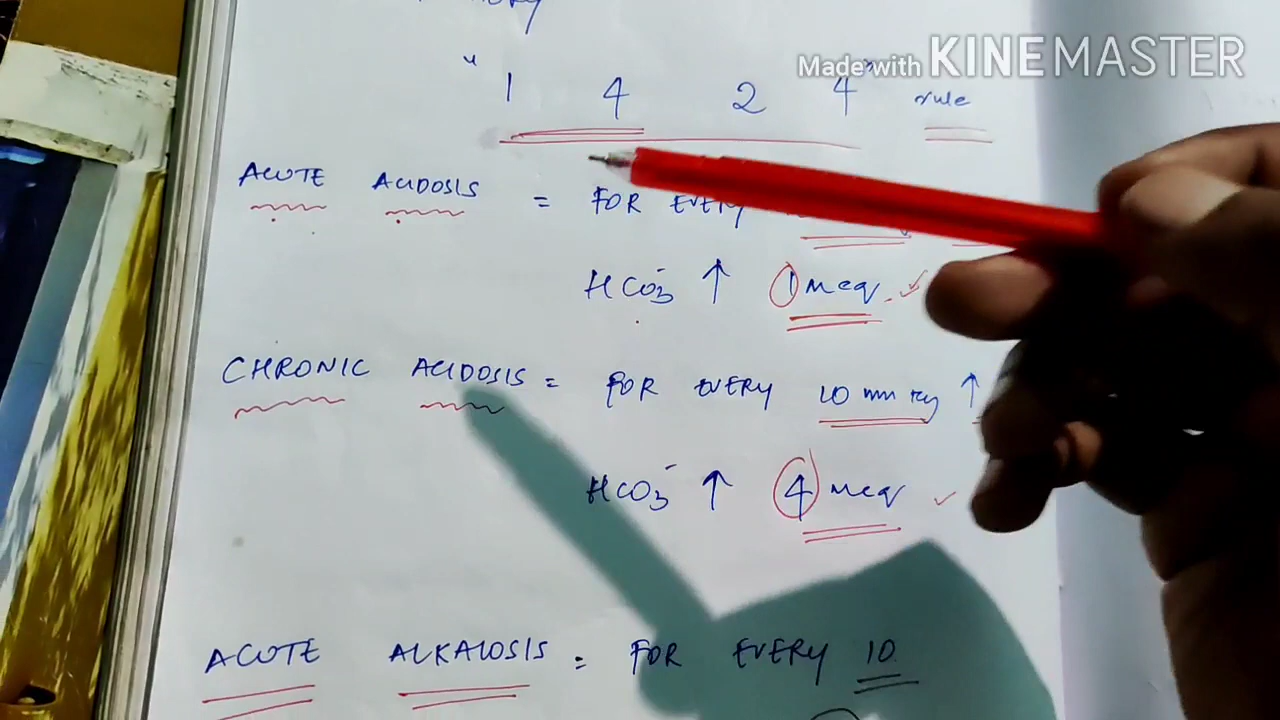 Made with KINEMASTER
" 1 4 2 4 " rule
ACUTE ACIDOSIS = FOR EVERY
HCO3⁻ ↑ 1 meq
CHRONIC ACIDOSIS = FOR EVERY 10 mm Hg ↑
HCO3⁻ ↑ 4 meq
ACUTE ALKALOSIS = FOR EVERY 10